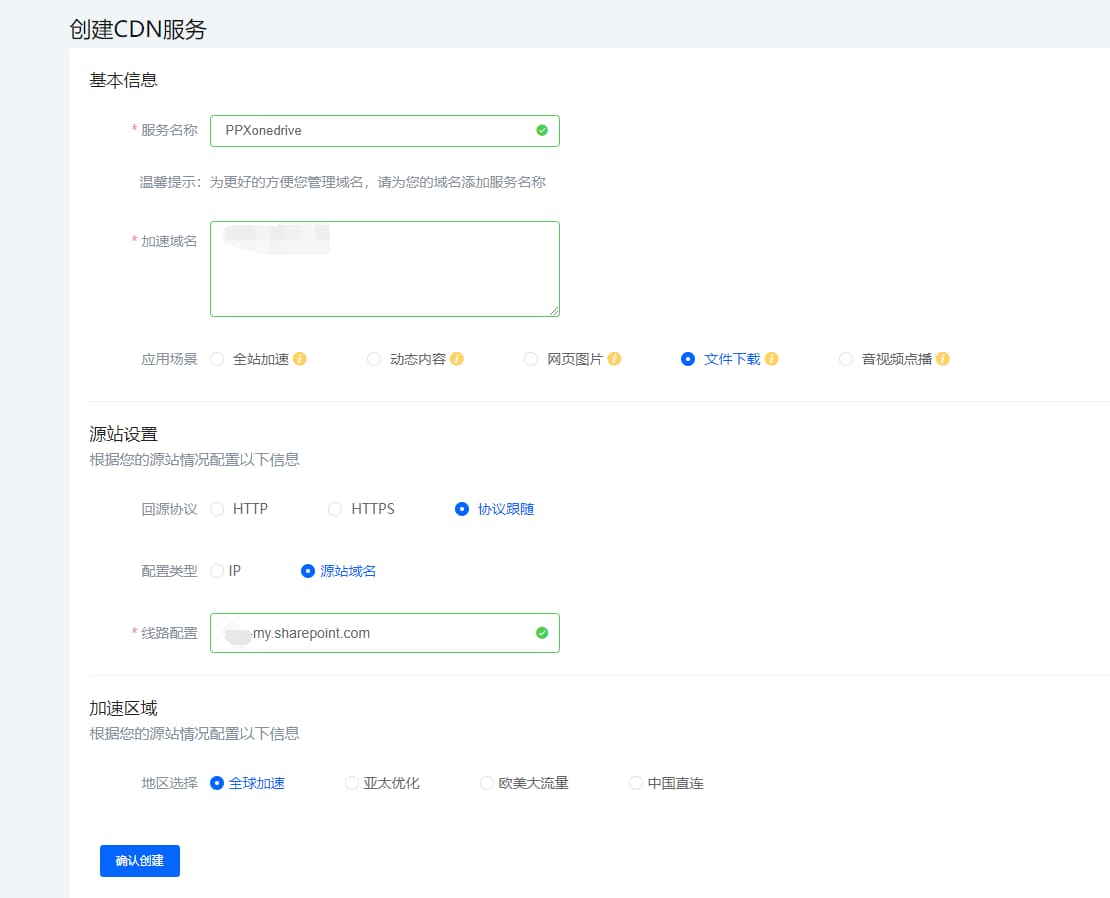 创建CDN服务
基本信息
* 服务名称 PPXonedrive
温馨提示：为更好的方便您管理域名，请为您的域名添加服务名称
* 加速域名
应用场景 全站加速 动态内容 网页图片 文件下载 音视频点播
源站设置
根据您的源站情况配置以下信息
回源协议 HTTP HTTPS 协议跟随
配置类型 IP 源站域名
* 线路配置 -my.sharepoint.com
加速区域
根据您的源站情况配置以下信息
地区选择 全球加速 亚太优化 欧美大流量 中国直连
确认创建